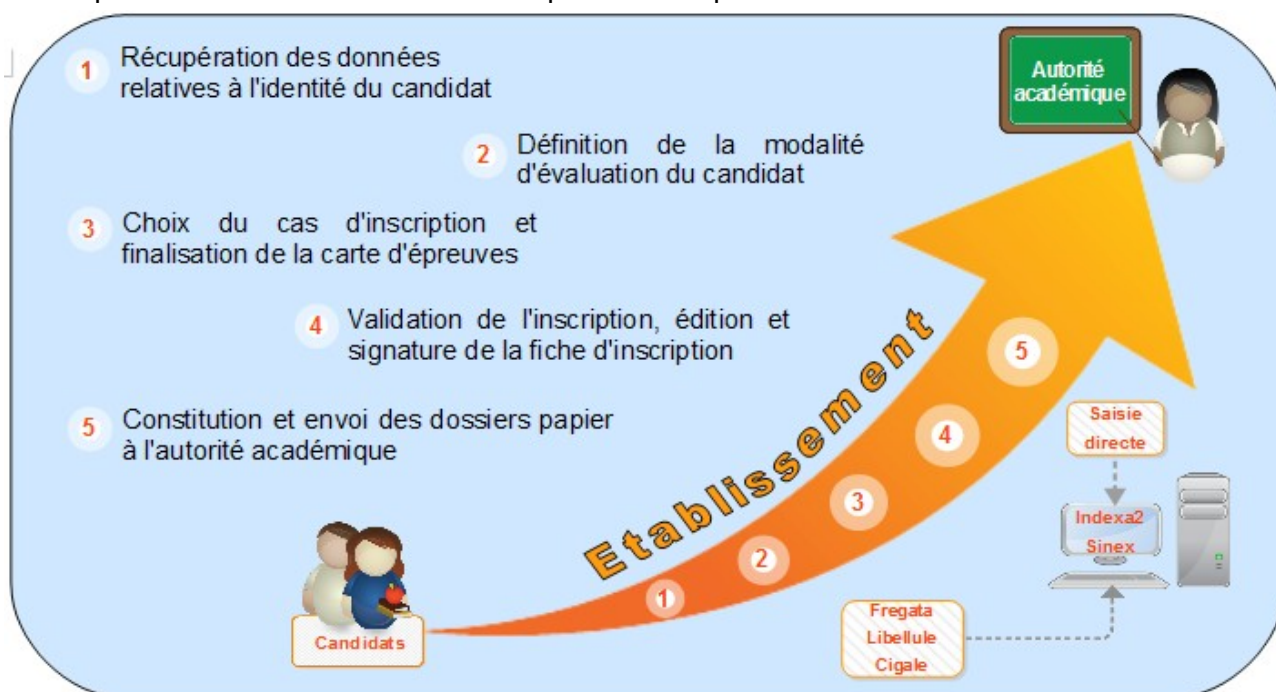 1 Récupération des données
relatives à l'identité du candidat
2 Définition de la modalité
d'évaluation du candidat
3 Choix du cas d'inscription et
finalisation de la carte d'épreuves
4 Validation de l'inscription, édition et
signature de la fiche d'inscription
5 Constitution et envoi des dossiers papier
à l'autorité académique
Autorité
académique
Etablissement
1
2
3
4
5
Candidats
Saisie
directe
Indexa2
Sinex
Fregata
Libellule
Cigale